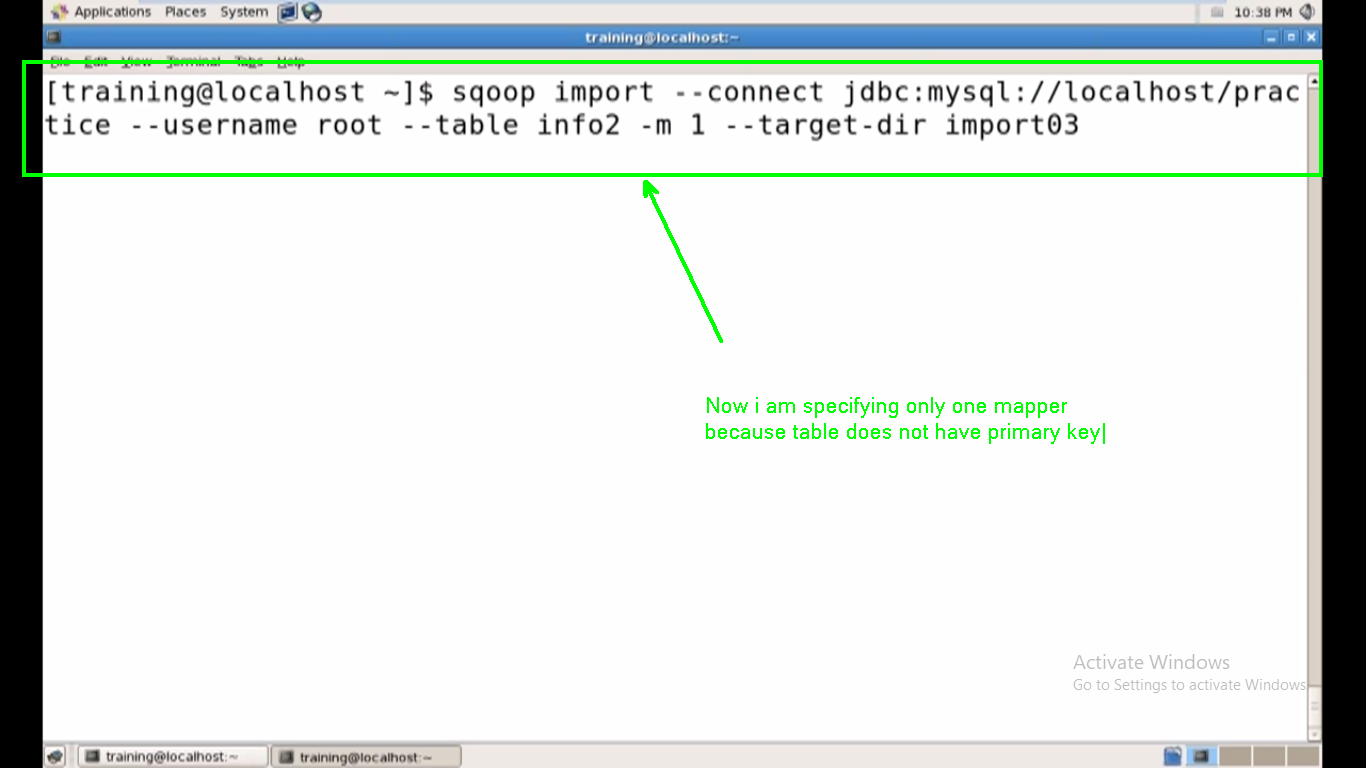 Applications Places System 10:38 PM
training@localhost:~
File Edit View Terminal Tabs Help
[training@localhost ~]$ sqoop import --connect jdbc:mysql://localhost/prac
tice --username root --table info2 -m 1 --target-dir import03
Now i am specifying only one mapper
because table does not have primary key|
Activate Windows
Go to Settings to activate Windows
training@localhost:~ training@localhost:~